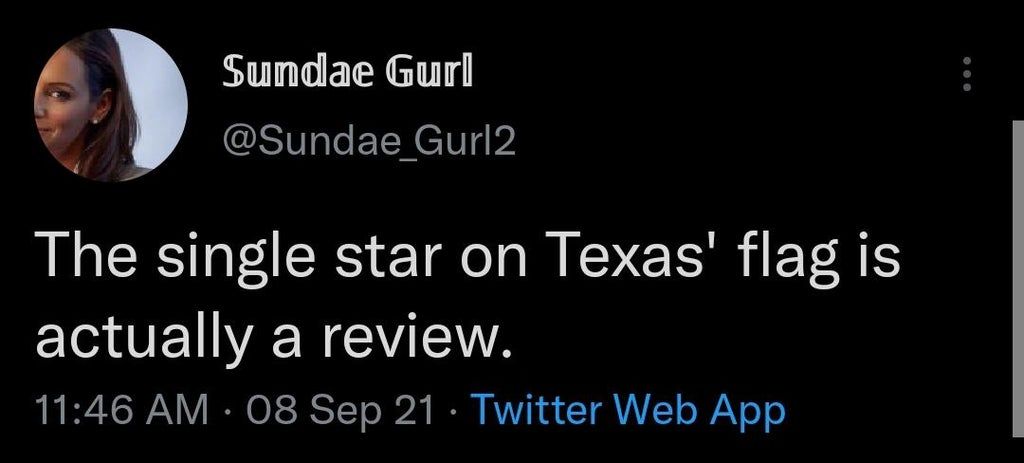 Sundae Gurl
@Sundae_Gurl2
The single star on Texas' flag is
actually a review.
11:46 AM · 08 Sep 21 · Twitter Web App